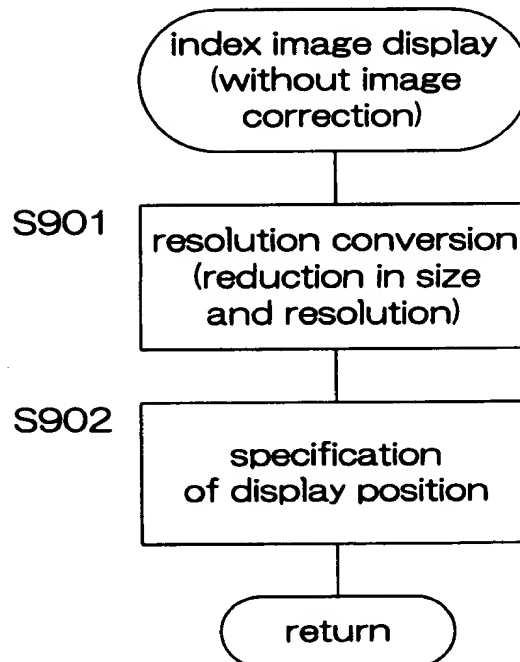 index image display
(without image
correction)
S901
resolution conversion
(reduction in size
and resolution)
S902
specification
of display position
return